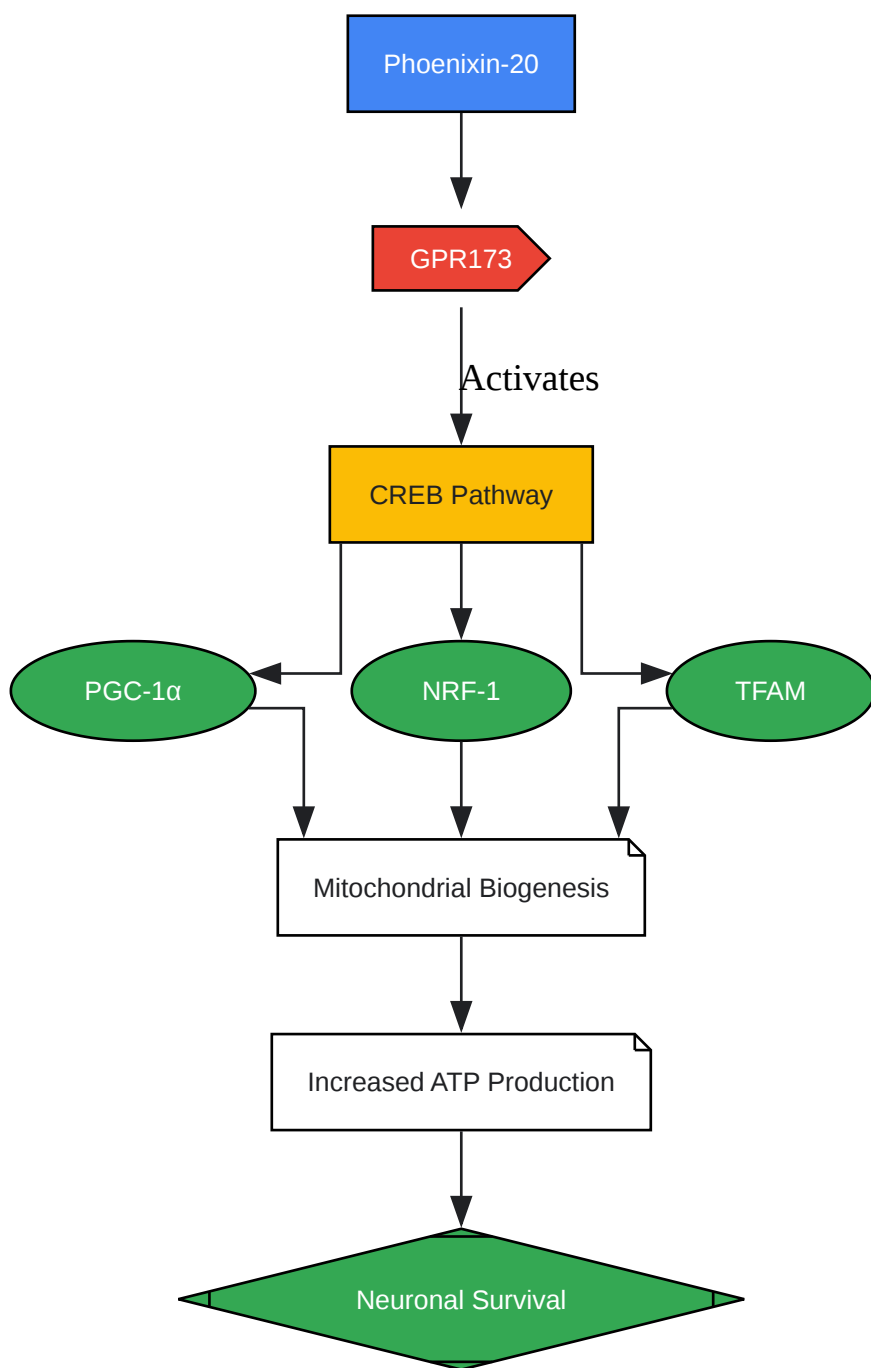 Phoenixin-20
GPR173
Activates
CREB Pathway
PGC-1α
NRF-1
TFAM
Mitochondrial Biogenesis
Increased ATP Production
Neuronal Survival